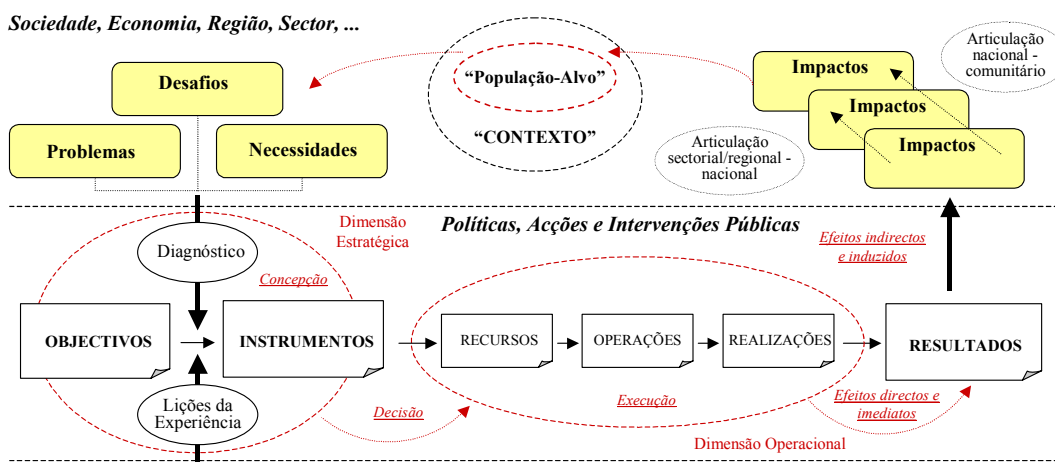 Sociedade, Economia, Região, Sector, ...
Desafios
Problemas
Necessidades
“População-Alvo”
“CONTEXTO”
Articulação
nacional -
comunitário
Impactos
Impactos
Impactos
Articulação
sectorial/regional -
nacional
Dimensão
Estratégica
Políticas, Acções e Intervenções Públicas
Efeitos indirectos
e induzidos
Diagnóstico
Concepção
OBJECTIVOS
INSTRUMENTOS
RECURSOS
OPERAÇÕES
REALIZAÇÕES
RESULTADOS
Lições da
Experiência
Decisão
Execução
Efeitos directos e
imediatos
Dimensão Operacional